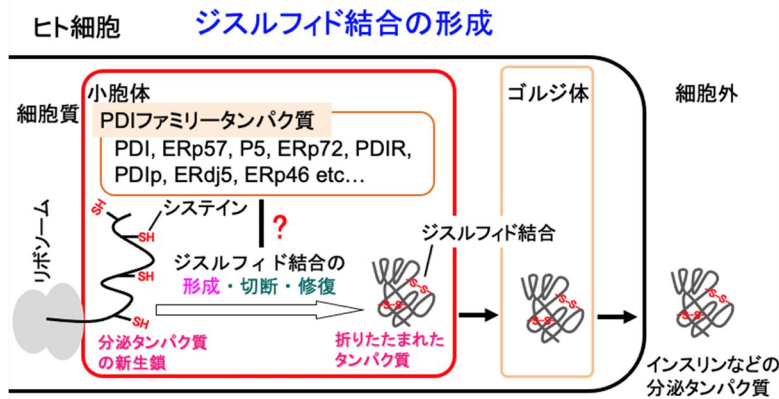 ヒト細胞
ジスルフィド結合の形成
細胞質
小胞体
ゴルジ体
細胞外
PDIファミリータンパク質
PDI, ERp57, P5, ERp72, PDIR,
PDIp, ERdj5, ERp46 etc…
リボソーム
SH
システイン
SH
SH
SH
?
ジスルフィド結合
ジスルフィド結合の
形成・切断・修復
S-S
S-S
S-S
S-S
S-S
S-S
分泌タンパク質
の新生鎖
折りたたまれた
タンパク質
インスリンなどの
分泌タンパク質